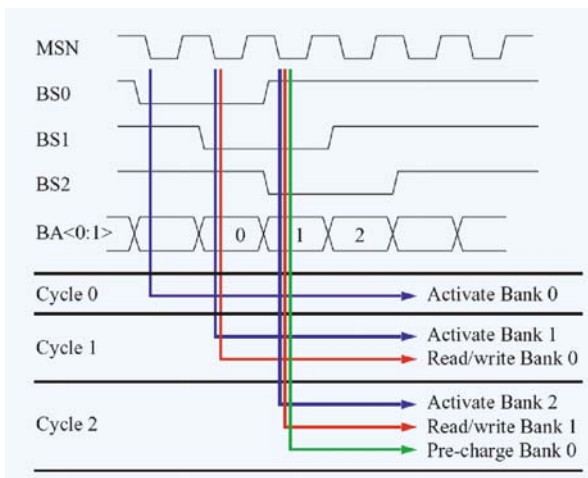 MSN
BS0
BS1
BS2
BA<0:1> 0 1 2
Cycle 0 Activate Bank 0
Cycle 1 Activate Bank 1
Read/write Bank 0
Cycle 2 Activate Bank 2
Read/write Bank 1
Pre-charge Bank 0